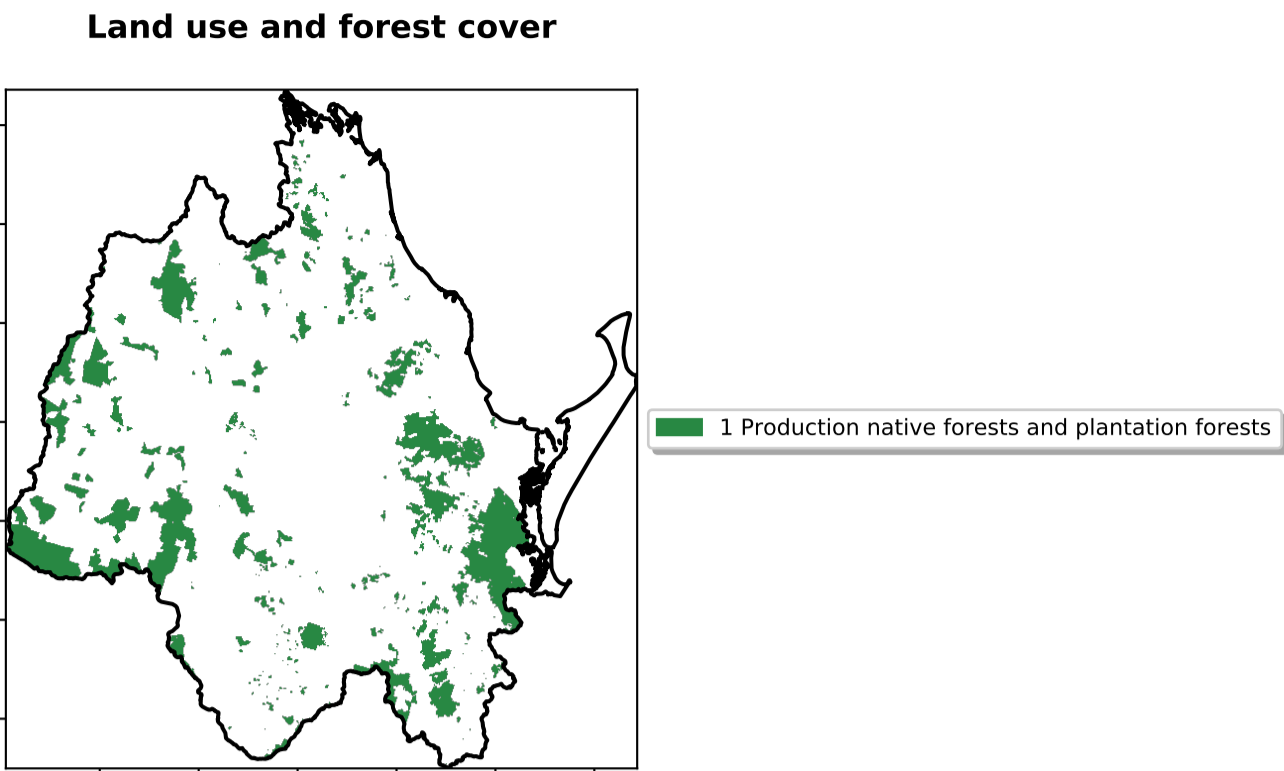 Land use and forest cover
1 Production native forests and plantation forests